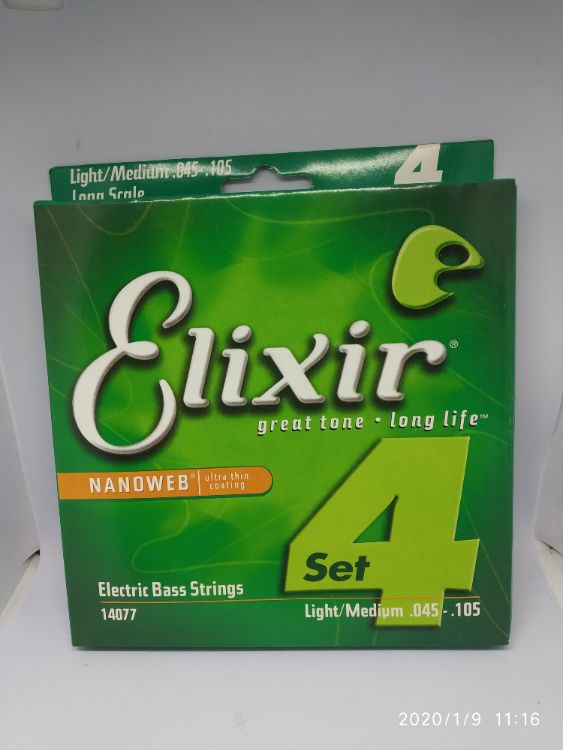 Light/Medium .045-.105
4
Long Scale
e
Elixir®
great tone • long life™
NANOWEB® ultra thin
coating
4
Set
Electric Bass Strings
14077
Light/Medium .045-.105
2020/1/9 11:16